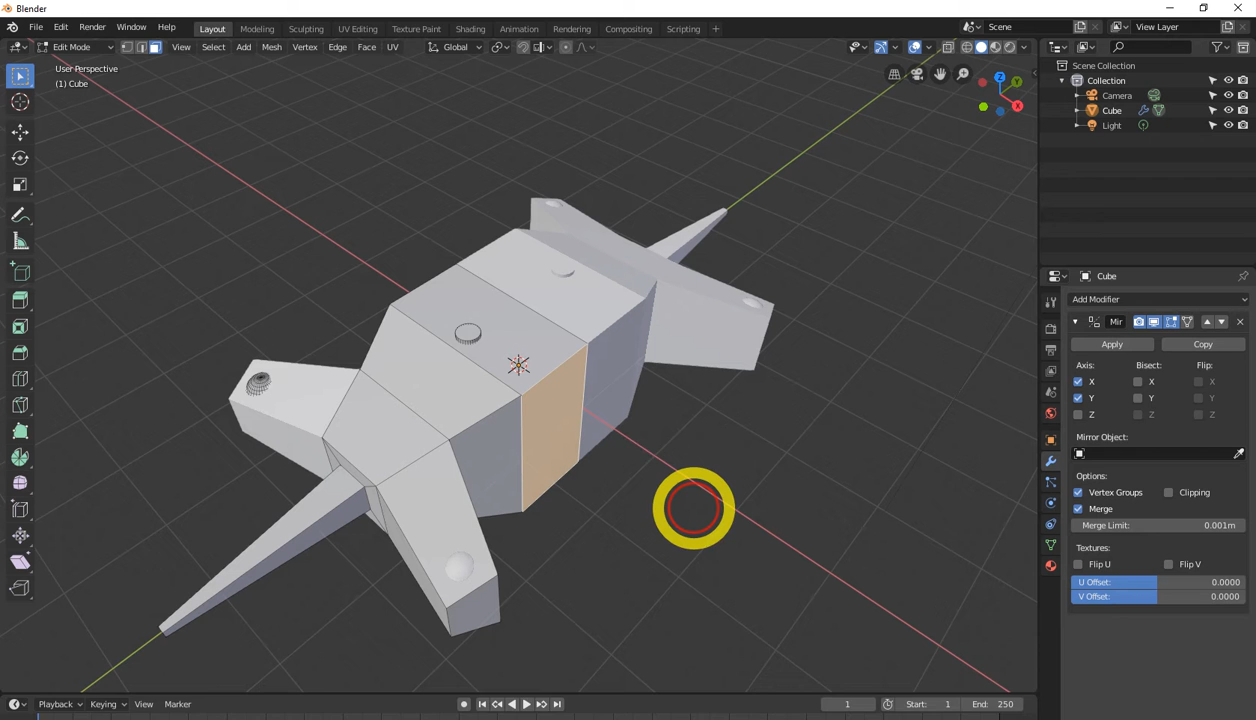 Blender
File Edit Render Window Help Layout Modeling Sculpting UV Editing Texture Paint Shading Animation Rendering Compositing Scripting + Scene View Layer
Edit Mode View Select Add Mesh Vertex Edge Face UV Global
User Perspective
(1) Cube
Z
Y
X
Scene Collection
Collection
Camera
Cube
Light
Cube
Add Modifier
Mir
Apply Copy
Axis: Bisect: Flip:
X X X
Y Y Y
Z Z Z
Mirror Object:
Options:
Vertex Groups Clipping
Merge
Merge Limit: 0.001m
Textures:
Flip U Flip V
U Offset: 0.0000
V Offset: 0.0000
Playback Keying View Marker 1 Start: 1 End: 250